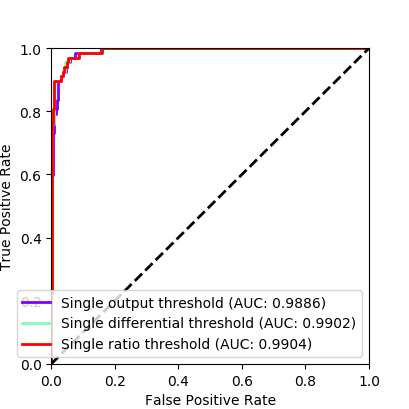 1.0
0.8
0.6
0.4
0.2
0.0
True Positive Rate
Single output threshold (AUC: 0.9886)
Single differential threshold (AUC: 0.9902)
Single ratio threshold (AUC: 0.9904)
0.0 0.2 0.4 0.6 0.8 1.0
False Positive Rate